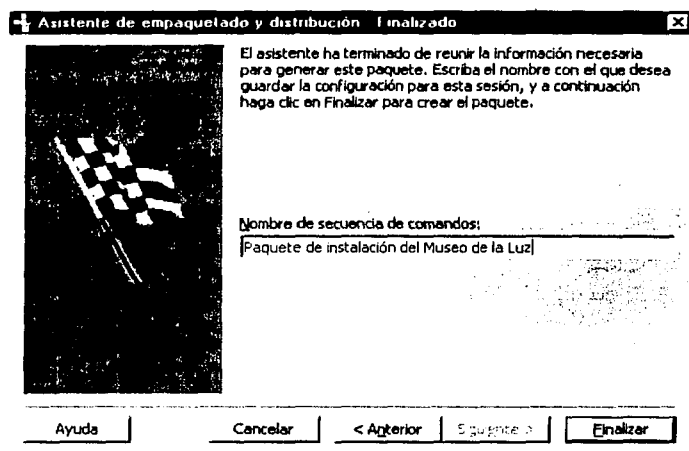 Asistente de empaquetado y distribución Finalizado
El asistente ha terminado de reunir la información necesaria
para generar este paquete. Escriba el nombre con el que desea
guardar la configuración para esta sesión, y a continuación
haga clic en Finalizar para crear el paquete.
Nombre de secuencia de comandos:
Paquete de instalación del Museo de la Luz
Ayuda Cancelar < Anterior Siguiente > Finalizar